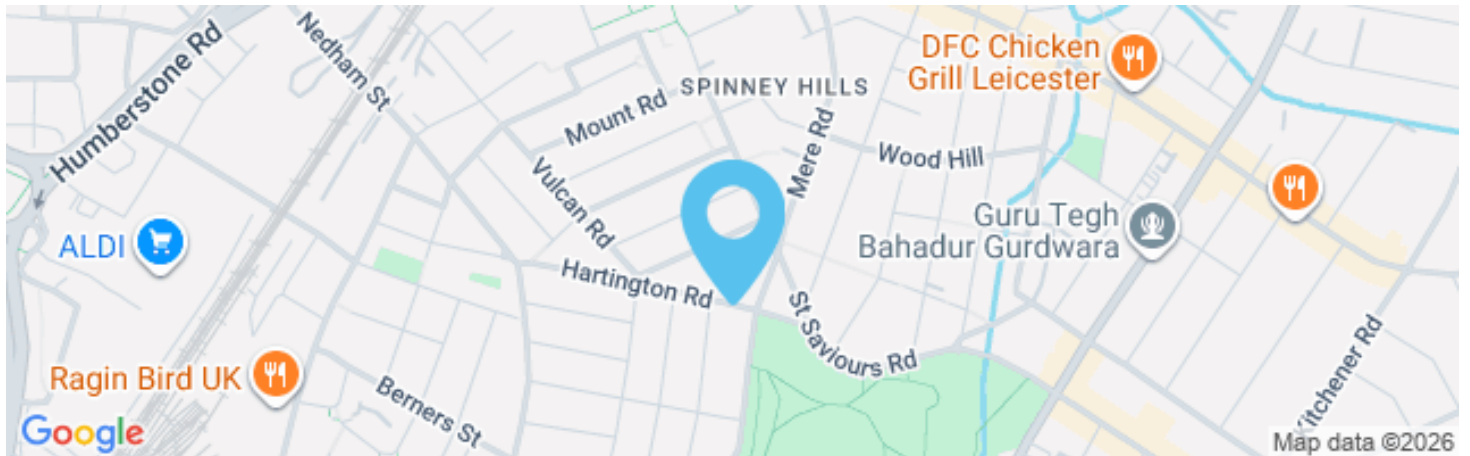 Humberstone Rd
Nedham St
Mount Rd
SPINNEY HILLS
Mere Rd
DFC Chicken
Grill Leicester
Wood Hill
Vulcan Rd
Guru Tegh
Bahadur Gurdwara
ALDI
Hartington Rd
St Saviours Rd
Kitchener Rd
Ragin Bird UK
Berners St
Google
Map data ©2026